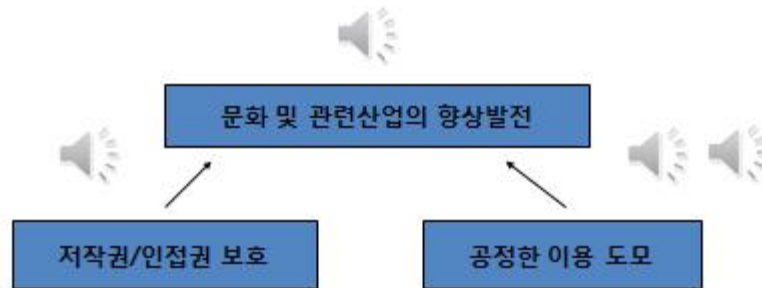 문화 및 관련산업의 향상발전
저작권/인접권 보호
공정한 이용 도모